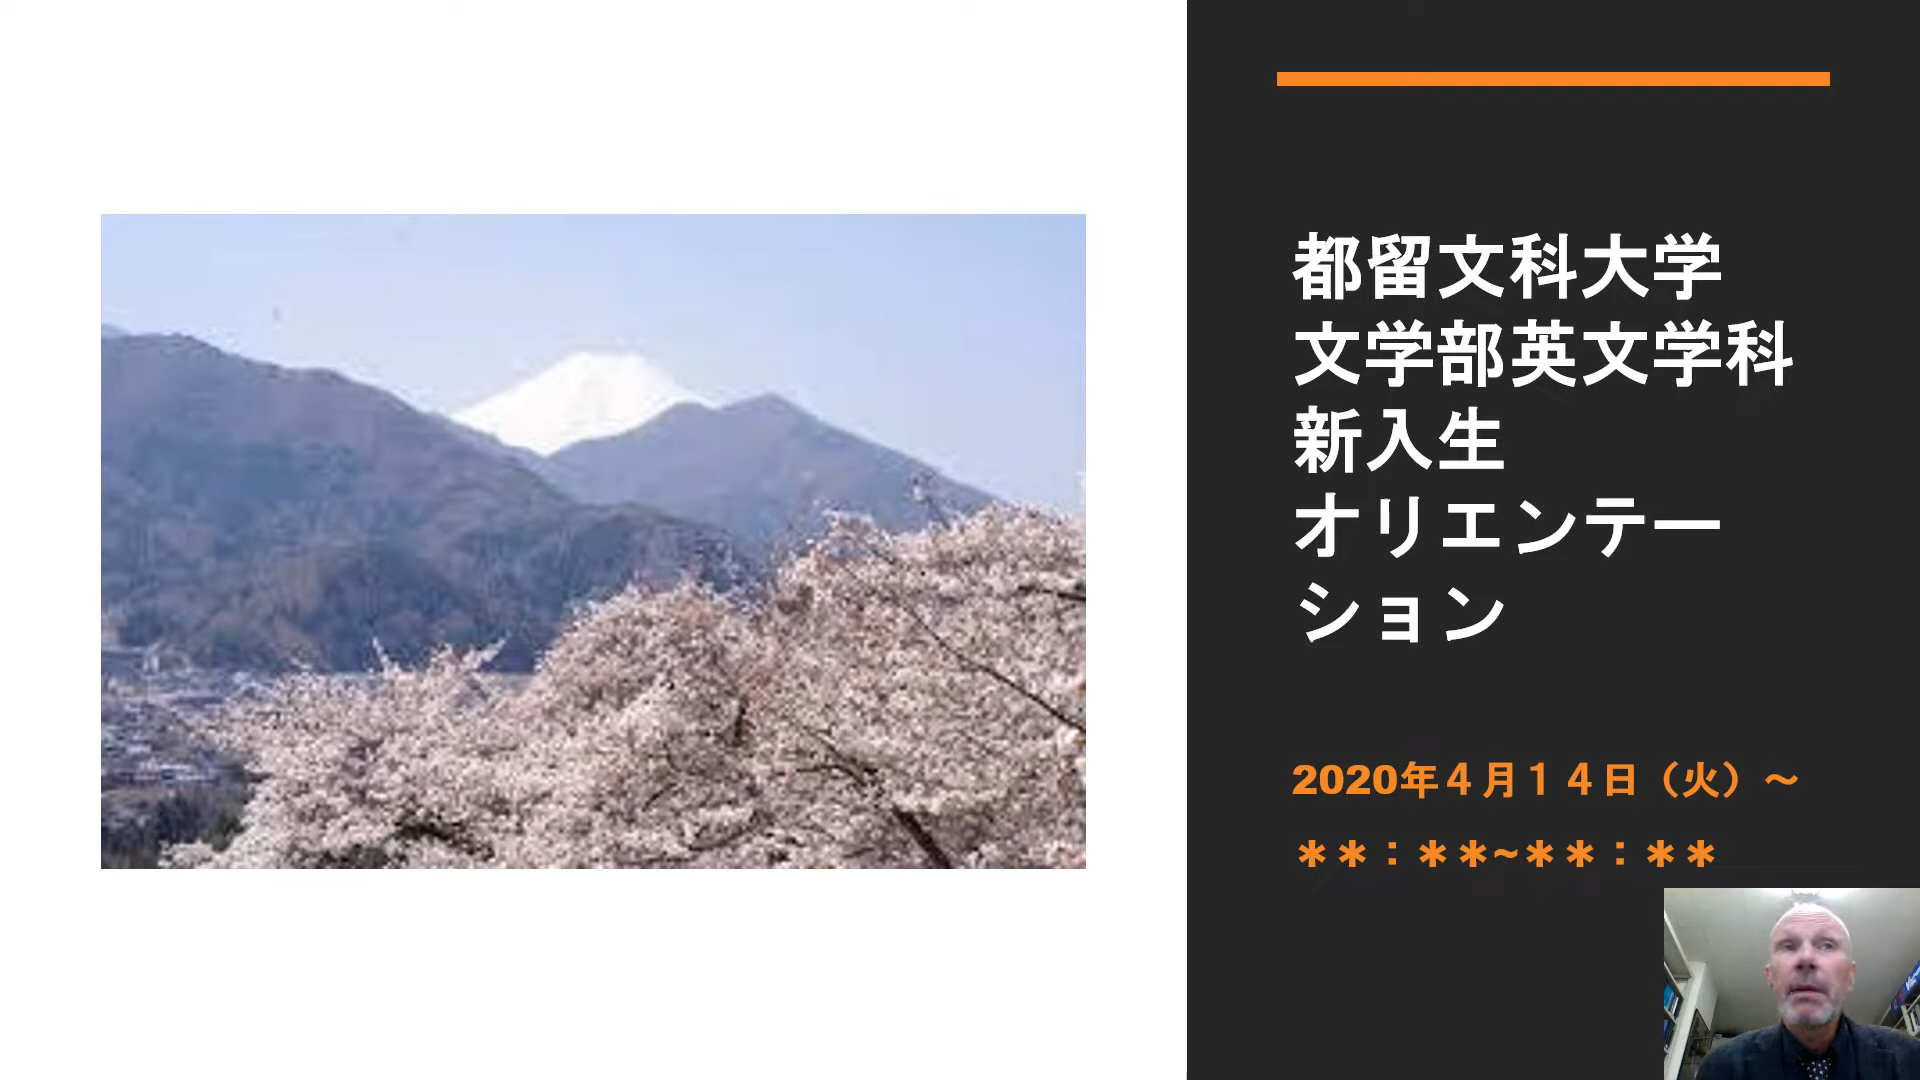 都留文科大学
文学部英文学科
新入生
オリエンテー
ション
2020年４月１４日（火）～
＊＊：＊＊~＊＊：＊＊